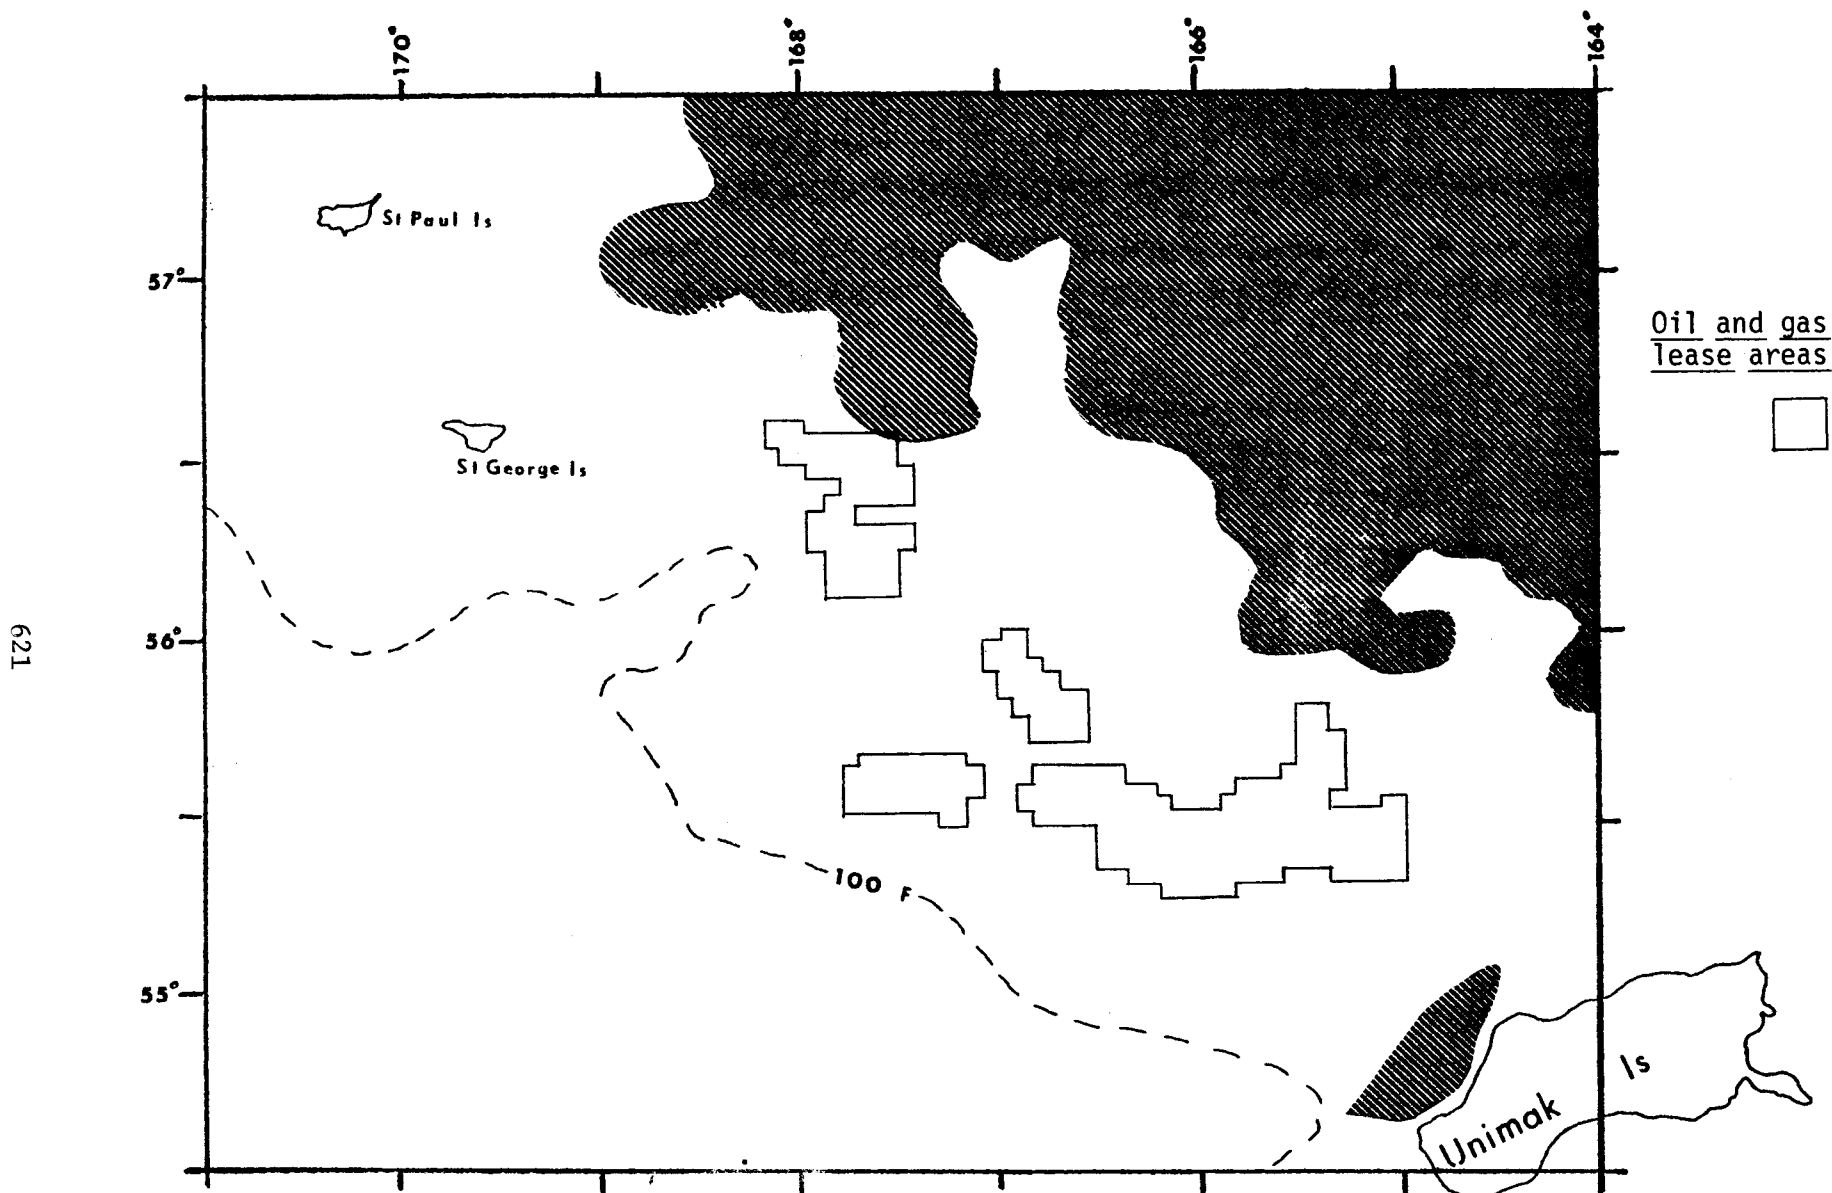 170°
168°
166°
164°
St Paul Is
57°
Oil and gas
lease areas
St George Is
56°
621
100 F
55°
Unimak Is